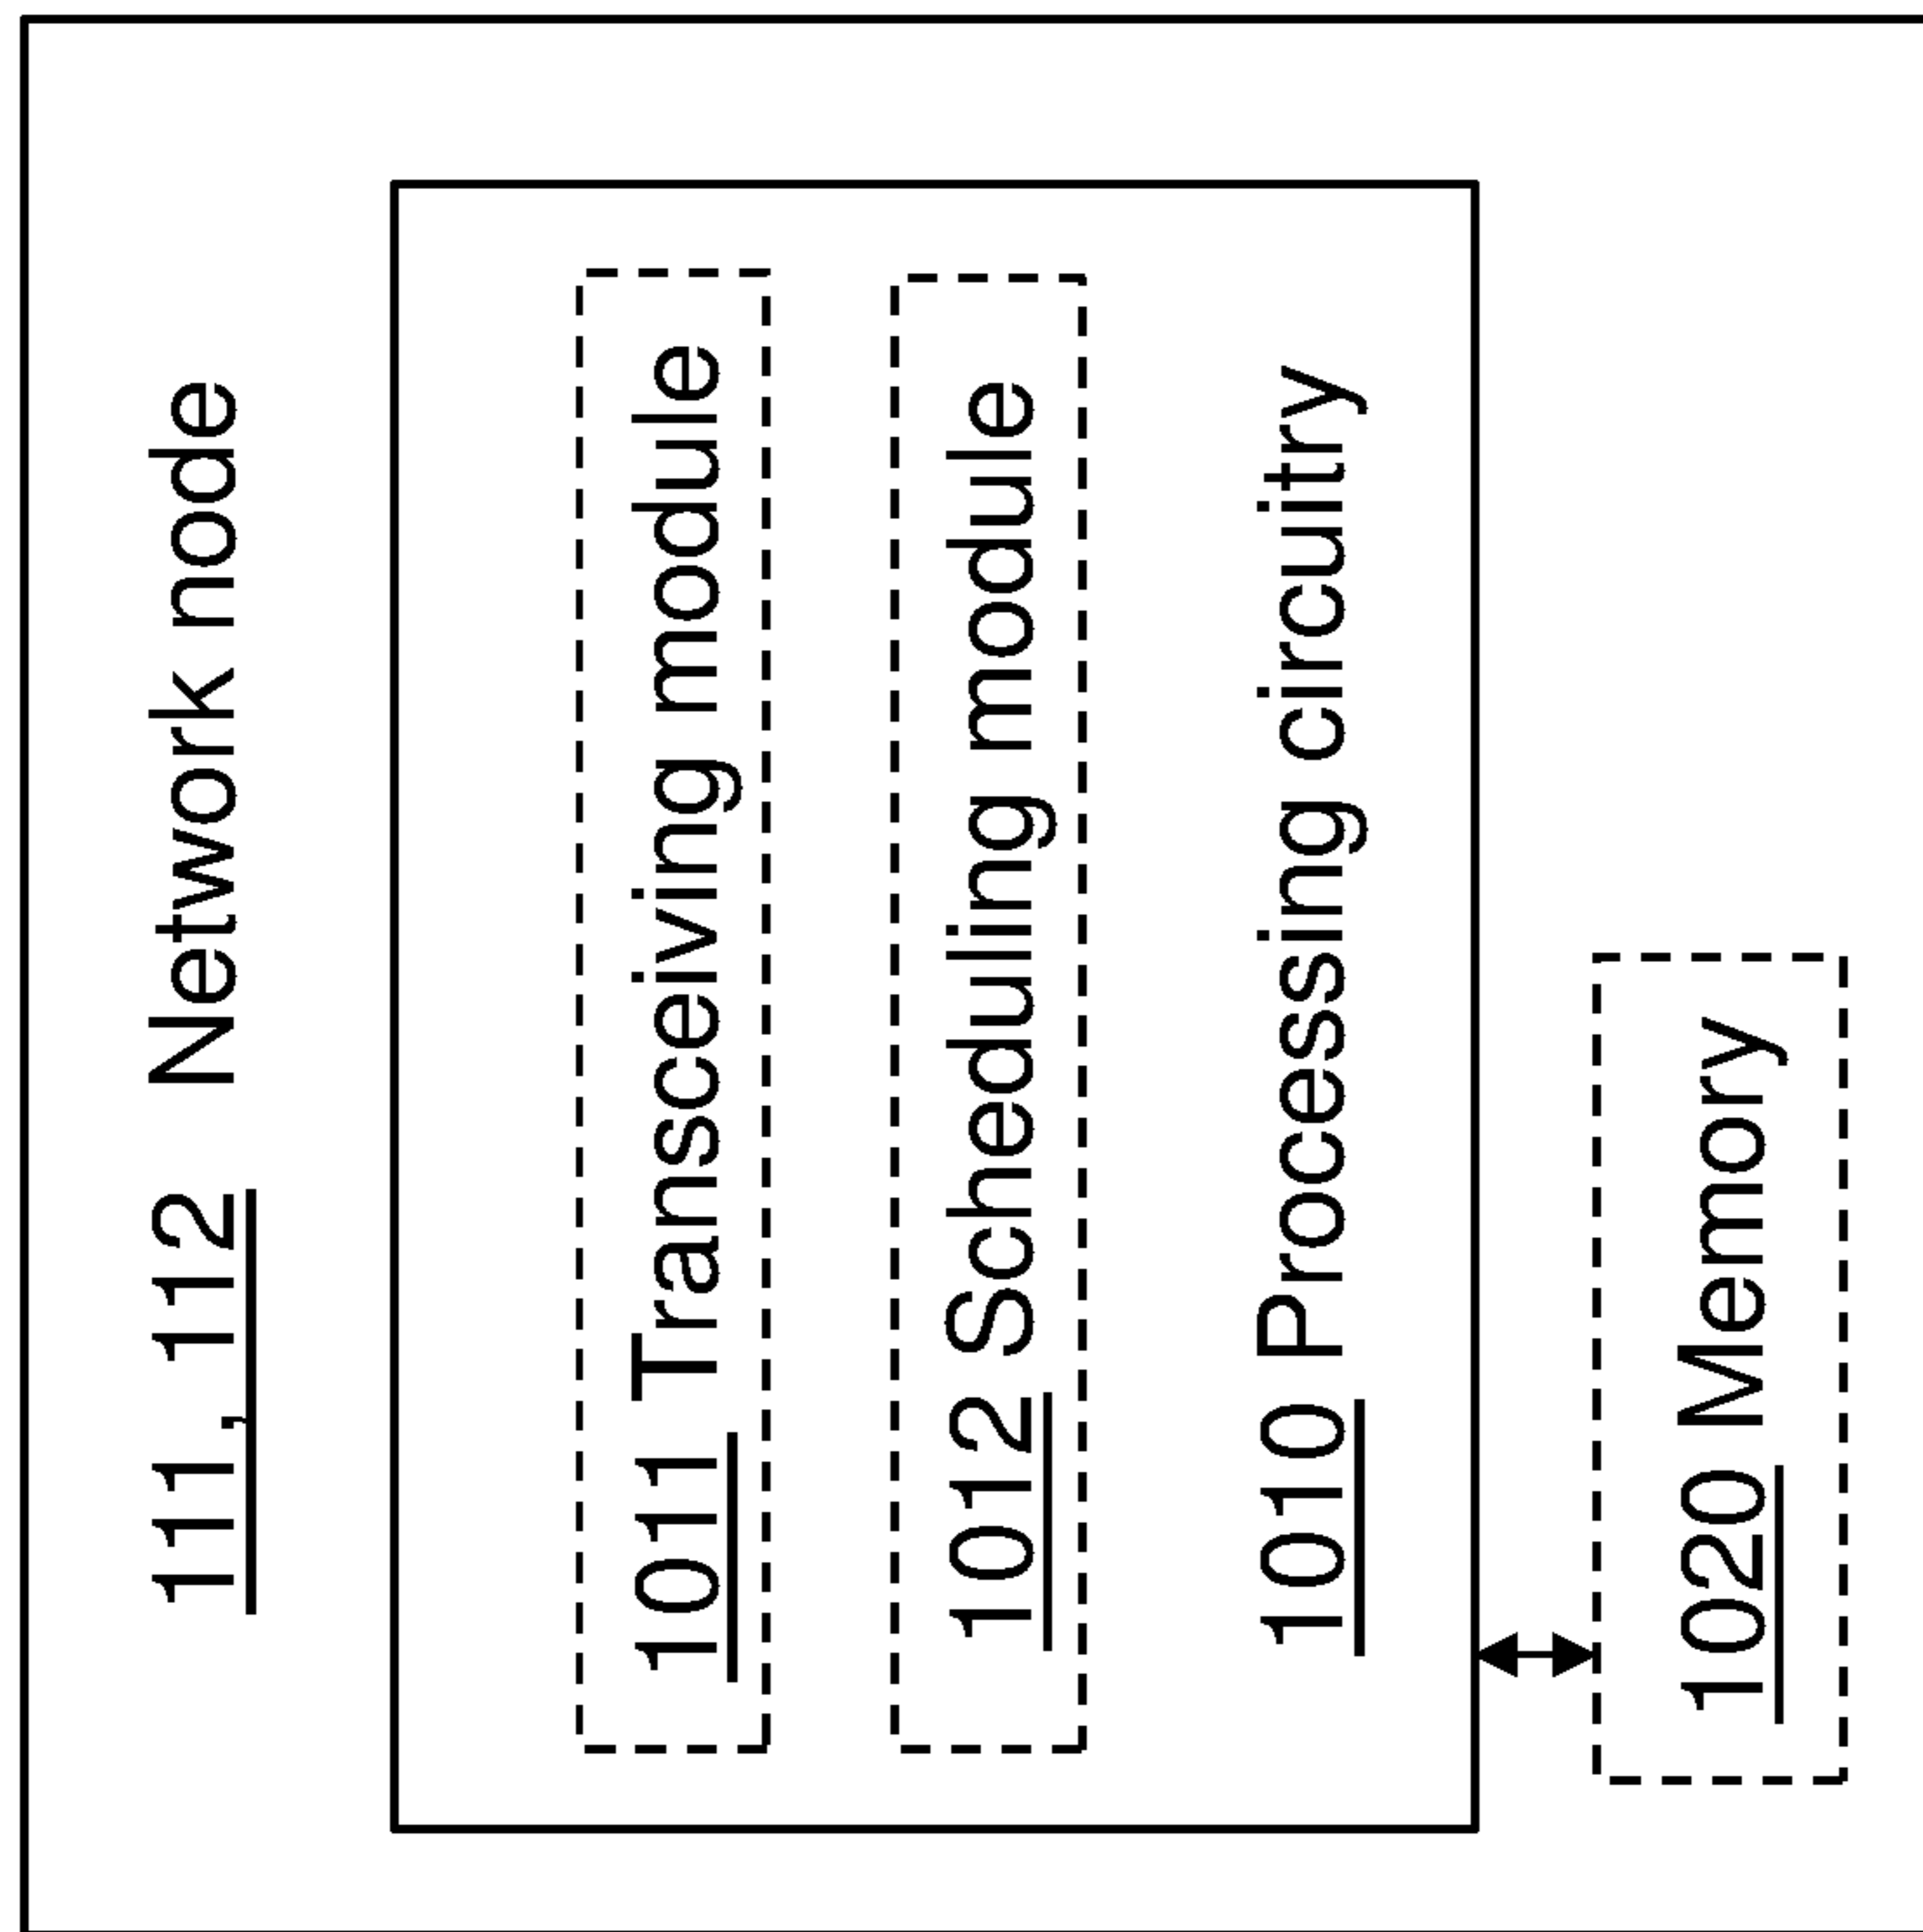 111, 112 Network node
1011 Transceiving module
1012 Scheduling module
1010 Processing circuitry
1020 Memory